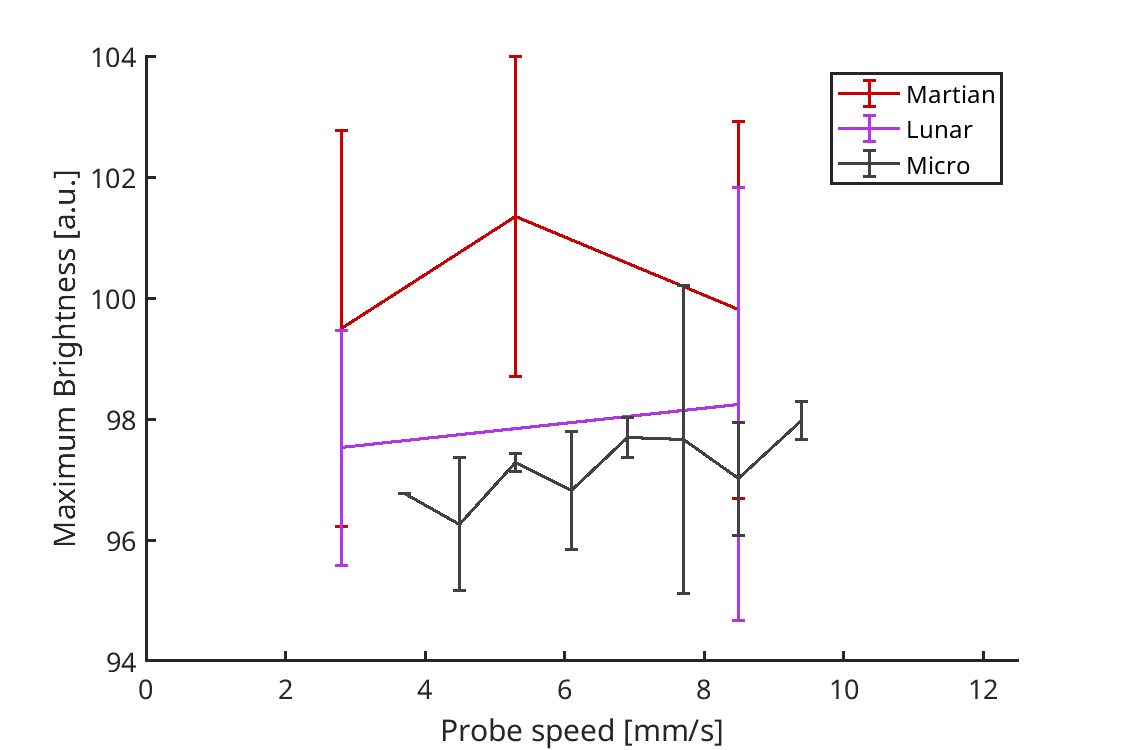 104
102
100
98
96
94
0 2 4 6 8 10 12
Maximum Brightness [a.u.]
Probe speed [mm/s]
Martian
Lunar
Micro